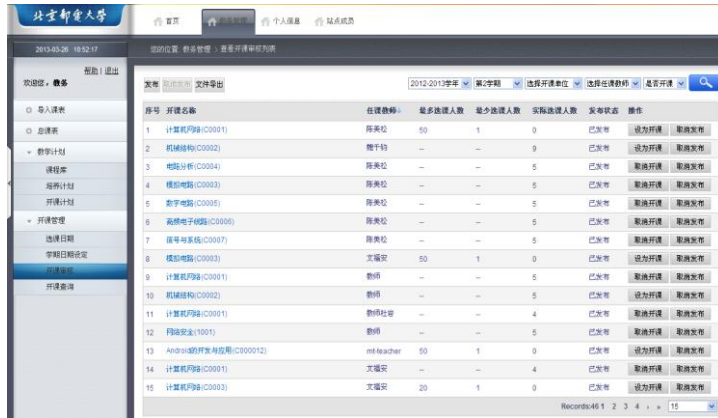 北京邮电大学
首页 教务管理 个人信息 站点成员
2013-03-26 10:52:17
您的位置: 教务管理 > 查看开课审核列表
帮助 | 退出
欢迎您，教务
导入课表
总课表
教学计划
课程库
培养计划
开课计划
开课管理
选课日期
学期日期设定
开课审核
开课查询
发布 取消发布 文件导出 2012-2013学年 第2学期 选择开课单位 选择任课教师 是否开课
序号 开课名称 任课教师 最多选课人数 最少选课人数 实际选课人数 发布状态 操作
1 计算机网络(C0001) 陈美松 50 1 0 已发布 设为开课 取消发布
2 机械结构(C0002) -- -- 9 已发布 设为开课 取消发布
3 电路分析(C0004) 陈美松 -- -- 5 已发布 取消开课 取消发布
4 模拟电路(C0003) 陈美松 -- -- 5 已发布 取消开课 取消发布
5 数字电路(C0005) 陈美松 -- -- 5 已发布 取消开课 取消发布
6 高频电子线路(C0006) 陈美松 -- -- 5 已发布 取消开课 取消发布
7 信号与系统(C0007) 陈美松 -- -- 5 已发布 取消开课 取消发布
8 模拟电路(C0003) 文福安 50 1 0 已发布 设为开课 取消发布
9 计算机网络(C0001) 教师 -- -- 5 已发布 取消开课 取消发布
10 机械结构(C0002) 教师 -- -- 5 已发布 设为开课 取消发布
11 计算机网络(C0001) -- -- 4 已发布 取消开课 取消发布
12 网络安全(1001) 教师 -- -- 5 已发布 取消开课 取消发布
13 Android的开发与应用(C000012) mt-teacher 50 1 0 已发布 设为开课 取消发布
14 计算机网络(C0001) 文福安 -- -- 4 已发布 取消开课 取消发布
15 计算机网络(C0003) 文福安 20 1 0 已发布 设为开课 取消发布
Records:46 1 2 3 4 › » 15